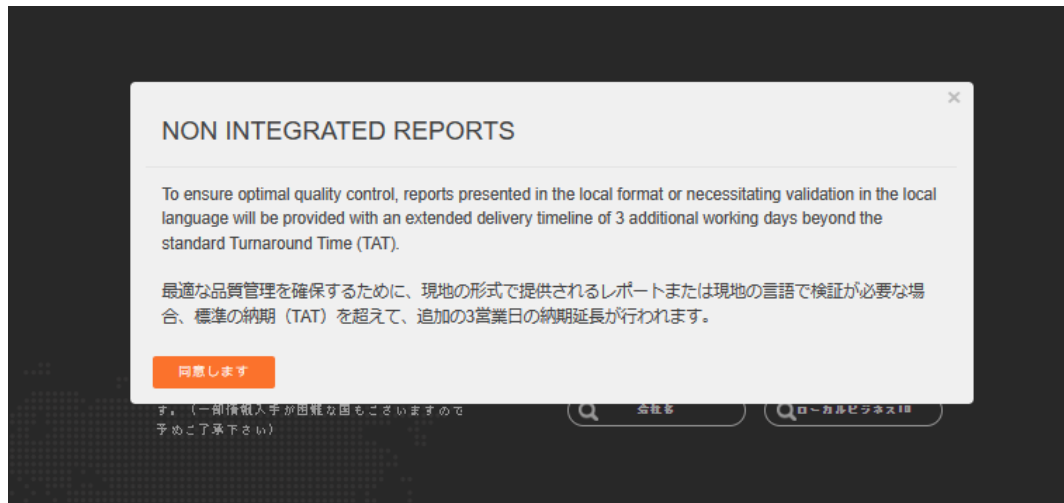 ×
NON INTEGRATED REPORTS
To ensure optimal quality control, reports presented in the local format or necessitating validation in the local
language will be provided with an extended delivery timeline of 3 additional working days beyond the
standard Turnaround Time (TAT).
最適な品質管理を確保するために、現地の形式で提供されるレポートまたは現地の言語で検証が必要な場
合、標準の納期（TAT）を超えて、追加の3営業日の納期延長が行われます。
同意します
す。（一部情報入手が困難な国もございますので
予めご了承下さい）
会社名
ローカルビジネスID